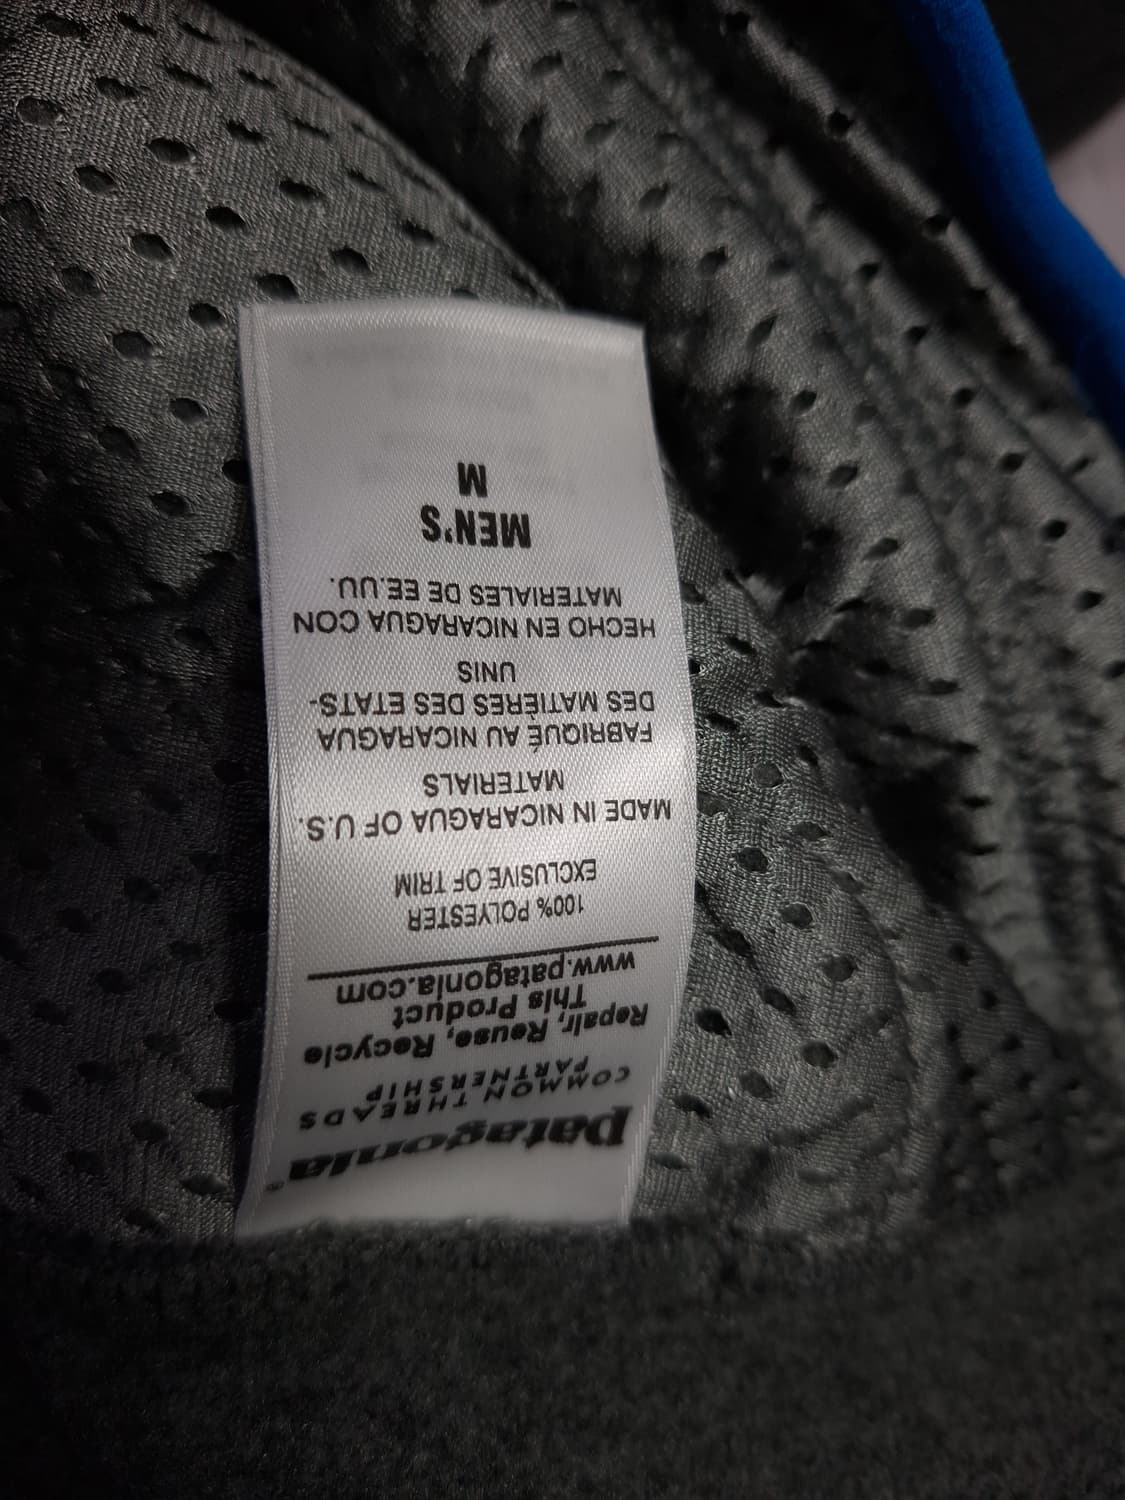 patagonia®
COMMON THREADS
PARTNERSHIP
Repair, Reuse, Recycle
This Product
www.patagonia.com
100% POLYESTER
EXCLUSIVE OF TRIM
MADE IN NICARAGUA OF U.S.
MATERIALS
FABRIQUÉ AU NICARAGUA
DES MATIÈRES DES ETATS-
UNIS
HECHO EN NICARAGUA CON
MATERIALES DE EE.UU.
MEN'S
M